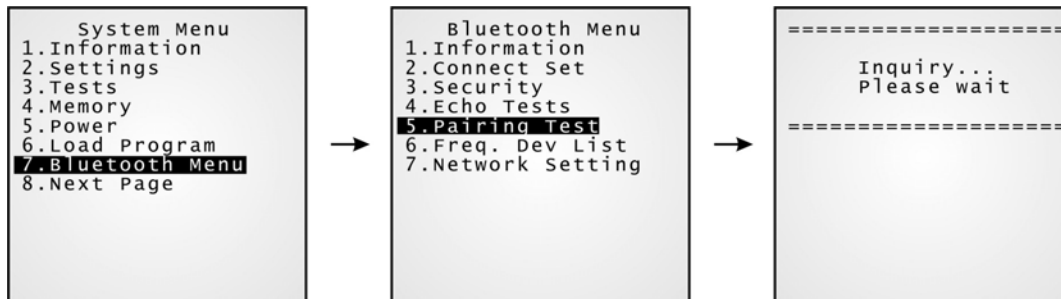 System Menu
1.Information
2.Settings
3.Tests
4.Memory
5.Power
6.Load Program
7.Bluetooth Menu
8.Next Page
Bluetooth Menu
1.Information
2.Connect Set
3.Security
4.Echo Tests
5.Pairing Test
6.Freq. Dev List
7.Network Setting
====================
Inquiry...
Please wait
====================